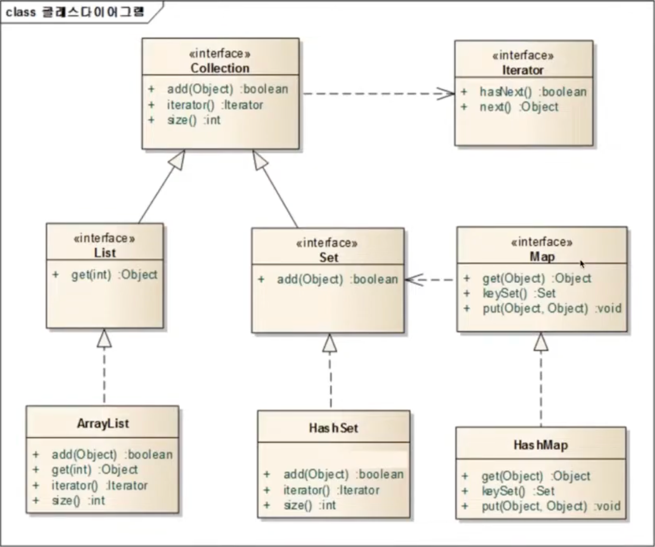 class 클래스다이어그램
«interface»
Collection
+ add(Object) :boolean
+ iterator() :Iterator
+ size() :int
«interface»
Iterator
+ hasNext() :boolean
+ next() :Object
«interface»
List
+ get(int) :Object
«interface»
Set
+ add(Object) :boolean
«interface»
Map
+ get(Object) :Object
+ keySet() :Set
+ put(Object, Object) :void
ArrayList
+ add(Object) :boolean
+ get(int) :Object
+ iterator() :Iterator
+ size() :int
HashSet
+ add(Object) :boolean
+ iterator() :Iterator
+ size() :int
HashMap
+ get(Object) :Object
+ keySet() :Set
+ put(Object, Object) :void